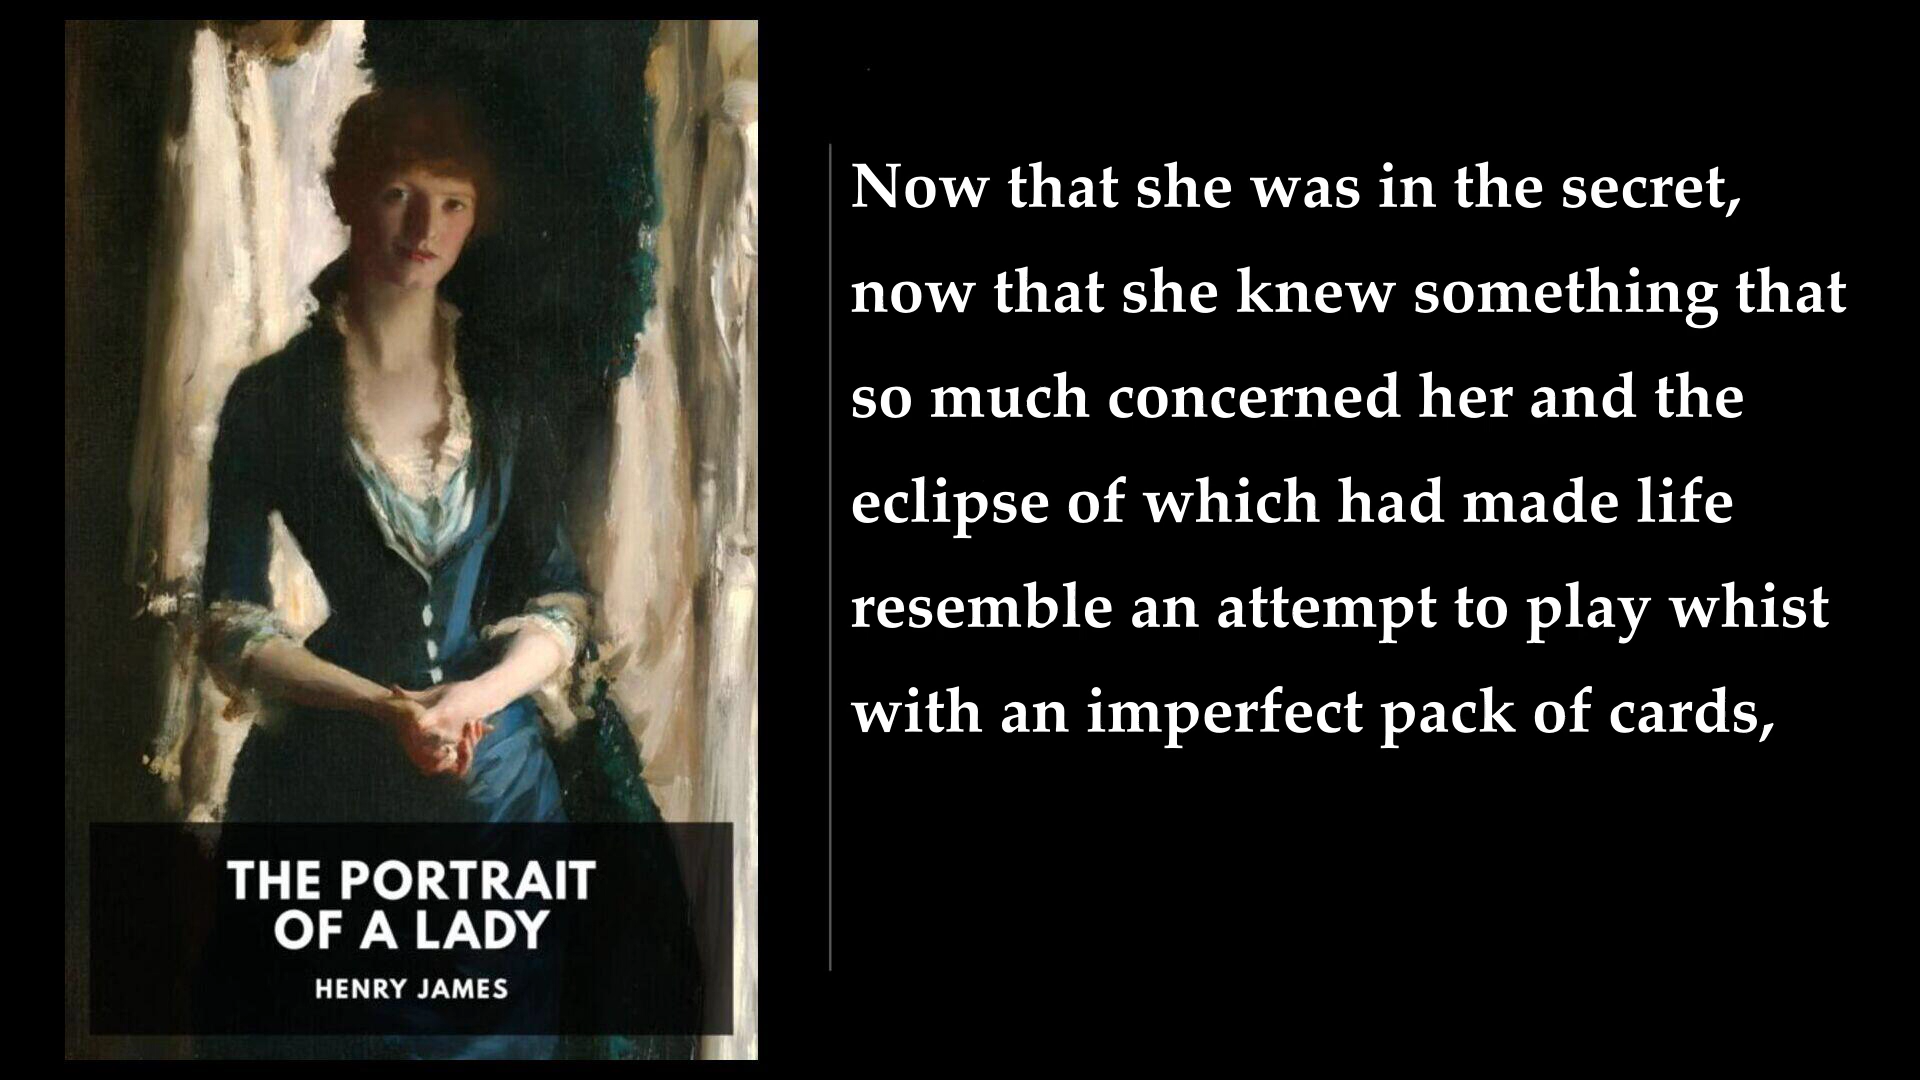 Now that she was in the secret,
now that she knew something that
so much concerned her and the
eclipse of which had made life
resemble an attempt to play whist
with an imperfect pack of cards,
THE PORTRAIT
OF A LADY
HENRY JAMES